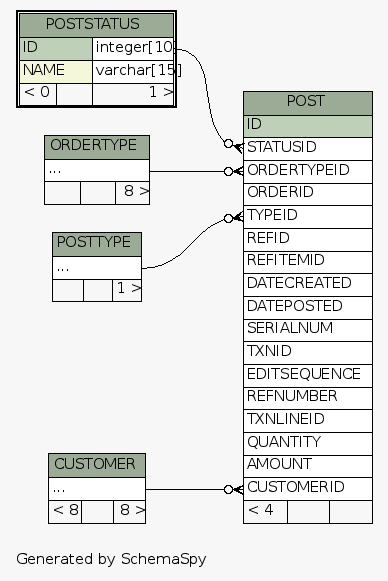 POSTSTATUS
ID integer[10]
NAME varchar[15]
< 0 1 >
ORDERTYPE
...
8 >
POSTTYPE
...
1 >
CUSTOMER
...
< 8 8 >
POST
ID
STATUSID
ORDERTYPEID
ORDERID
TYPEID
REFID
REFITEMID
DATECREATED
DATEPOSTED
SERIALNUM
TXNID
EDITSEQUENCE
REFNUMBER
TXNLINEID
QUANTITY
AMOUNT
CUSTOMERID
< 4
Generated by SchemaSpy